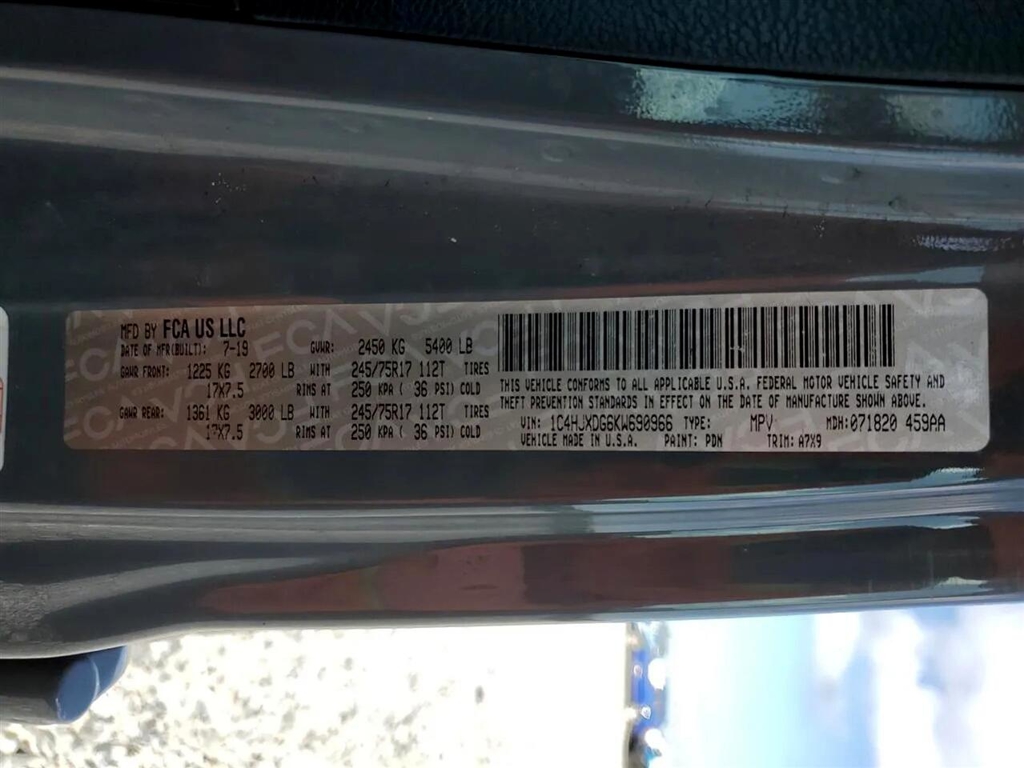 MFD BY FCA US LLC
DATE OF MFR(BUILT): 7-19 GVWR: 2450 KG 5400 LB
GAWR FRONT: 1225 KG 2700 LB WITH 245/75R17 112T TIRES
17X7.5 RIMS AT 250 KPA ( 36 PSI) COLD
GAWR REAR: 1361 KG 3000 LB WITH 245/75R17 112T TIRES
17X7.5 RIMS AT 250 KPA ( 36 PSI) COLD
THIS VEHICLE CONFORMS TO ALL APPLICABLE U.S.A. FEDERAL MOTOR VEHICLE SAFETY AND
THEFT PREVENTION STANDARDS IN EFFECT ON THE DATE OF MANUFACTURE SHOWN ABOVE.
VIN: 1C4HJXDG6KW690966 TYPE: MPV MDH: 071820 459AA
VEHICLE MADE IN U.S.A. PAINT: PDN TRIM: A7X9